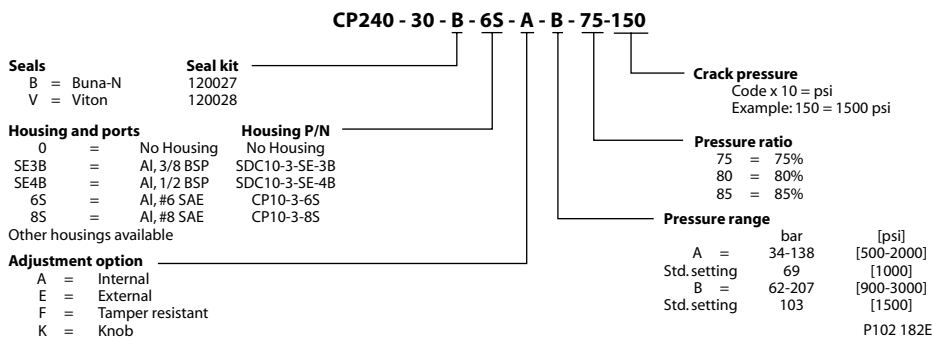 CP240 - 30 - B - 6S - A - B - 75-150
Seals Seal kit
B = Buna-N 120027
V = Viton 120028
Housing and ports Housing P/N
0 = No Housing No Housing
SE3B = Al, 3/8 BSP SDC10-3-SE-3B
SE4B = Al, 1/2 BSP SDC10-3-SE-4B
6S = Al, #6 SAE CP10-3-6S
8S = Al, #8 SAE CP10-3-8S
Other housings available
Adjustment option
A = Internal
E = External
F = Tamper resistant
K = Knob
Crack pressure
Code x 10 = psi
Example: 150 = 1500 psi
Pressure ratio
75 = 75%
80 = 80%
85 = 85%
Pressure range
bar [psi]
A = 34-138 [500-2000]
Std. setting 69 [1000]
B = 62-207 [900-3000]
Std. setting 103 [1500]
P102 182E